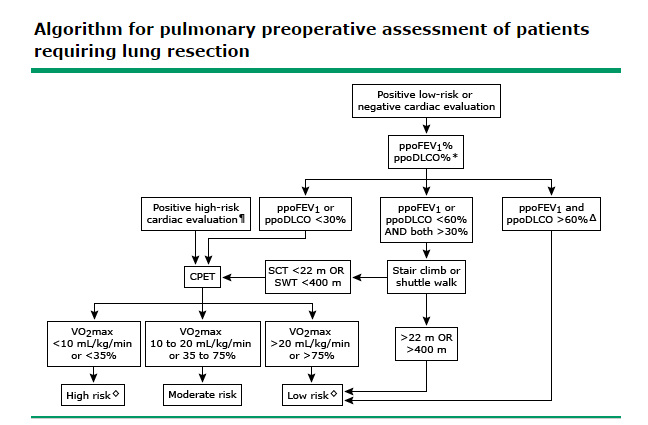 Algorithm for pulmonary preoperative assessment of patients
requiring lung resection
Positive low-risk or
negative cardiac evaluation
ppoFEV₁%
ppoDLCO%*
Positive high-risk
cardiac evaluation¶
ppoFEV₁ or
ppoDLCO <30%
ppoFEV₁ or
ppoDLCO <60%
AND both >30%
ppoFEV₁ and
ppoDLCO >60%Δ
CPET
SCT <22 m OR
SWT <400 m
Stair climb or
shuttle walk
VO₂max
<10 mL/kg/min
or <35%
VO₂max
10 to 20 mL/kg/min
or 35 to 75%
VO₂max
>20 mL/kg/min
or >75%
>22 m OR
>400 m
High risk◇
Moderate risk
Low risk◇